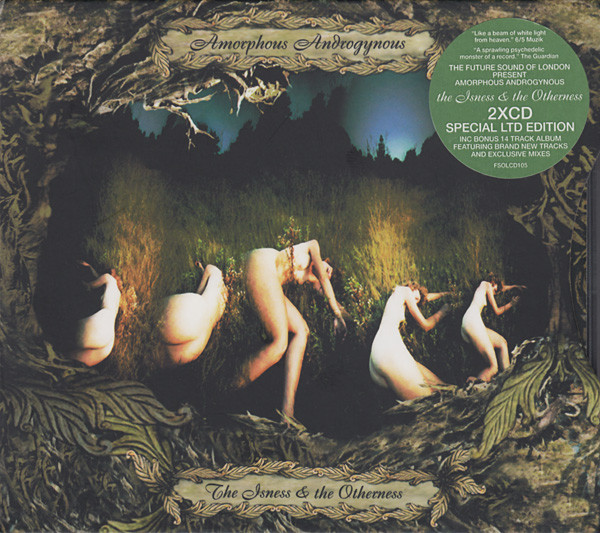 Amorphous Androgynous
"Like a beam of white light
from heaven." 6/5 Muzik
"A sprawling psychedelic
monster of a record." The Guardian
THE FUTURE SOUND OF LONDON
PRESENT
AMORPHOUS ANDROGYNOUS
the Isness & the Otherness
2XCD
SPECIAL LTD EDITION
INC BONUS 14 TRACK ALBUM
FEATURING BRAND NEW TRACKS
AND EXCLUSIVE MIXES
FSOLCD105
The Isness & the Otherness